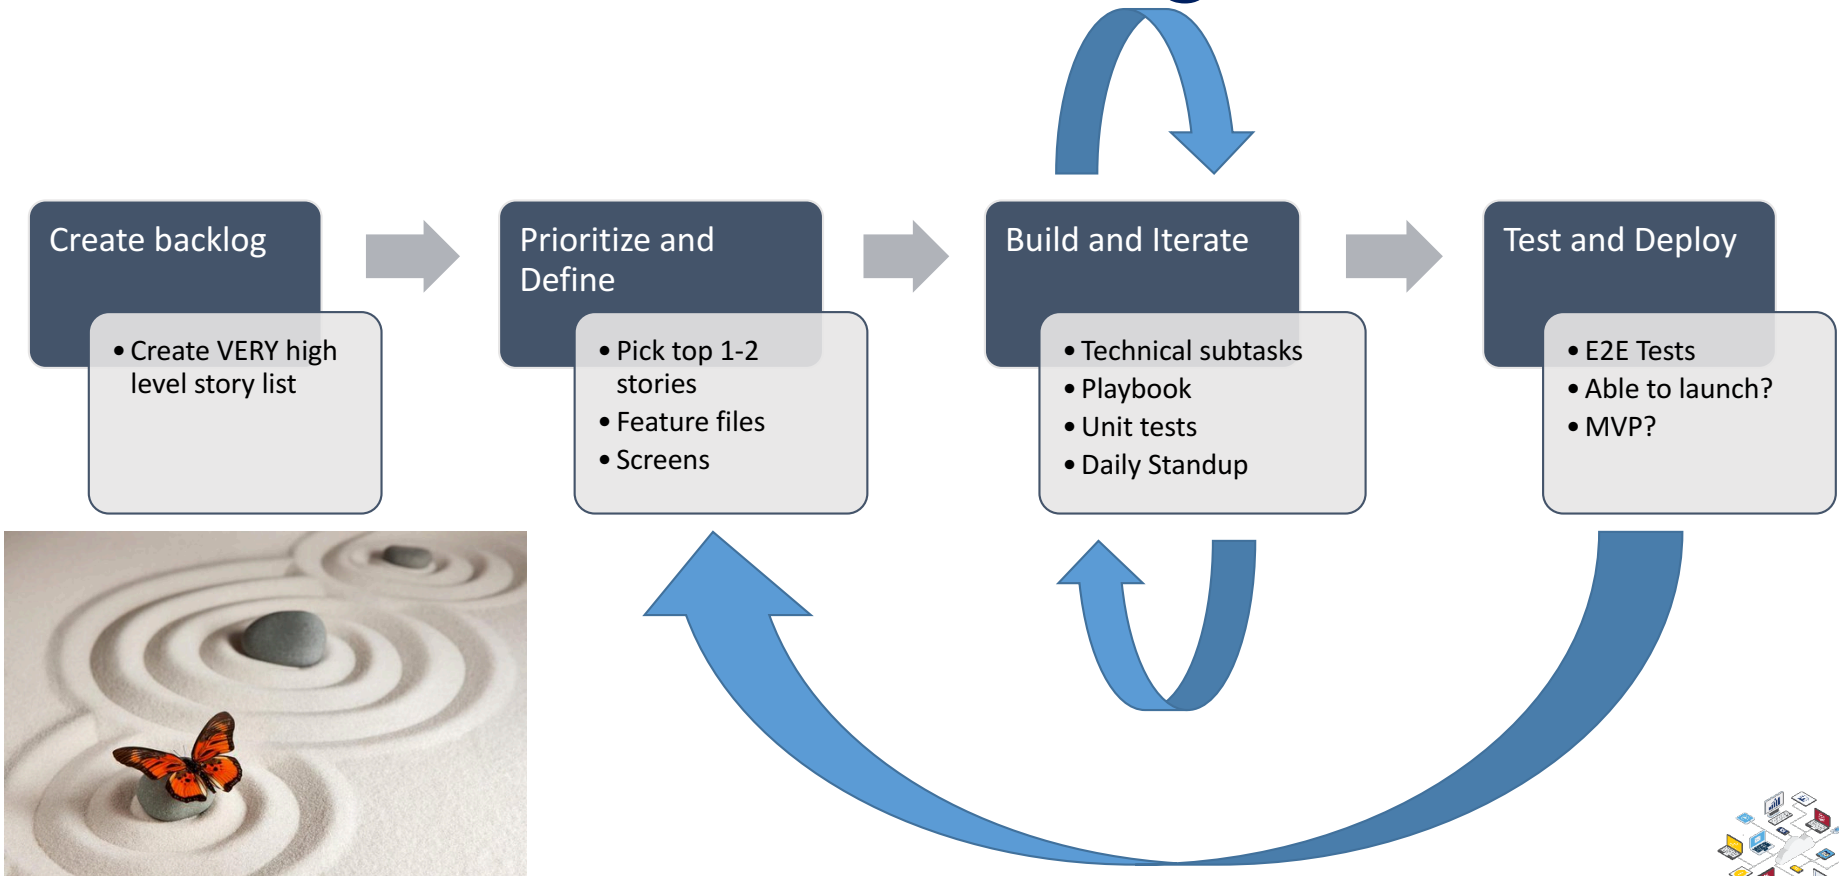 Create backlog
• Create VERY high
level story list
Prioritize and
Define
• Pick top 1-2
stories
• Feature files
• Screens
Build and Iterate
• Technical subtasks
• Playbook
• Unit tests
• Daily Standup
Test and Deploy
• E2E Tests
• Able to launch?
• MVP?